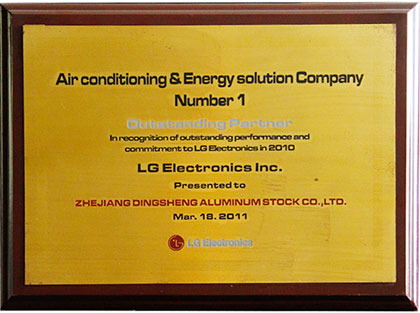 Air conditioning & Energy solution Company
Number 1
Outstanding Partner
In recognition of outstanding performance and
commitment to LG Electronics in 2010
LG Electronics Inc.
Presented to
ZHEJIANG DINGSHENG ALUMINUM STOCK CO.,LTD.
Mar. 18. 2011
LG Electronics